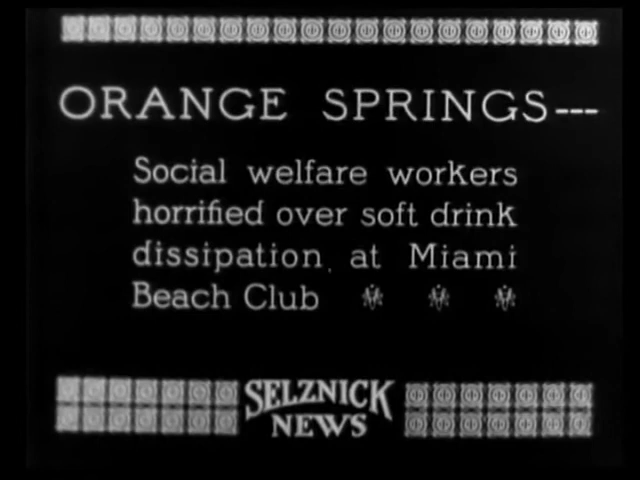 ORANGE SPRINGS---
Social welfare workers
horrified over soft drink
dissipation at Miami
Beach Club
SELZNICK
NEWS